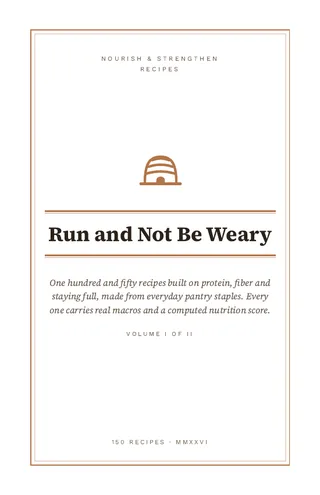 NOURISH & STRENGTHEN
RECIPES
Run and Not Be Weary
One hundred and fifty recipes built on protein, fiber and
staying full, made from everyday pantry staples. Every
one carries real macros and a computed nutrition score.
VOLUME I OF II
150 RECIPES · MMXXVI